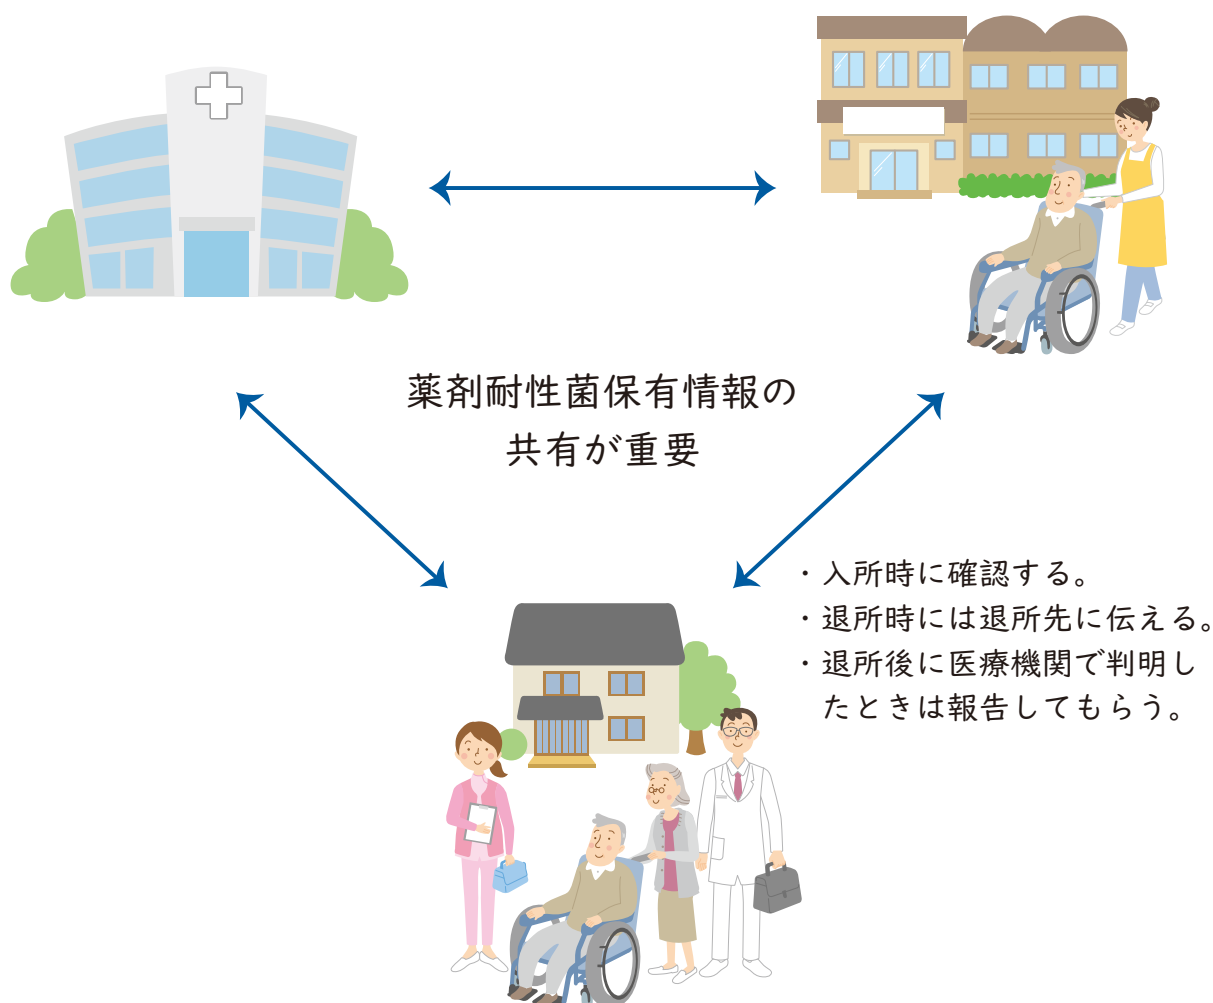 薬剤耐性菌保有情報の
共有が重要
・入所時に確認する。
・退所時には退所先に伝える。
・退所後に医療機関で判明し
たときは報告してもらう。